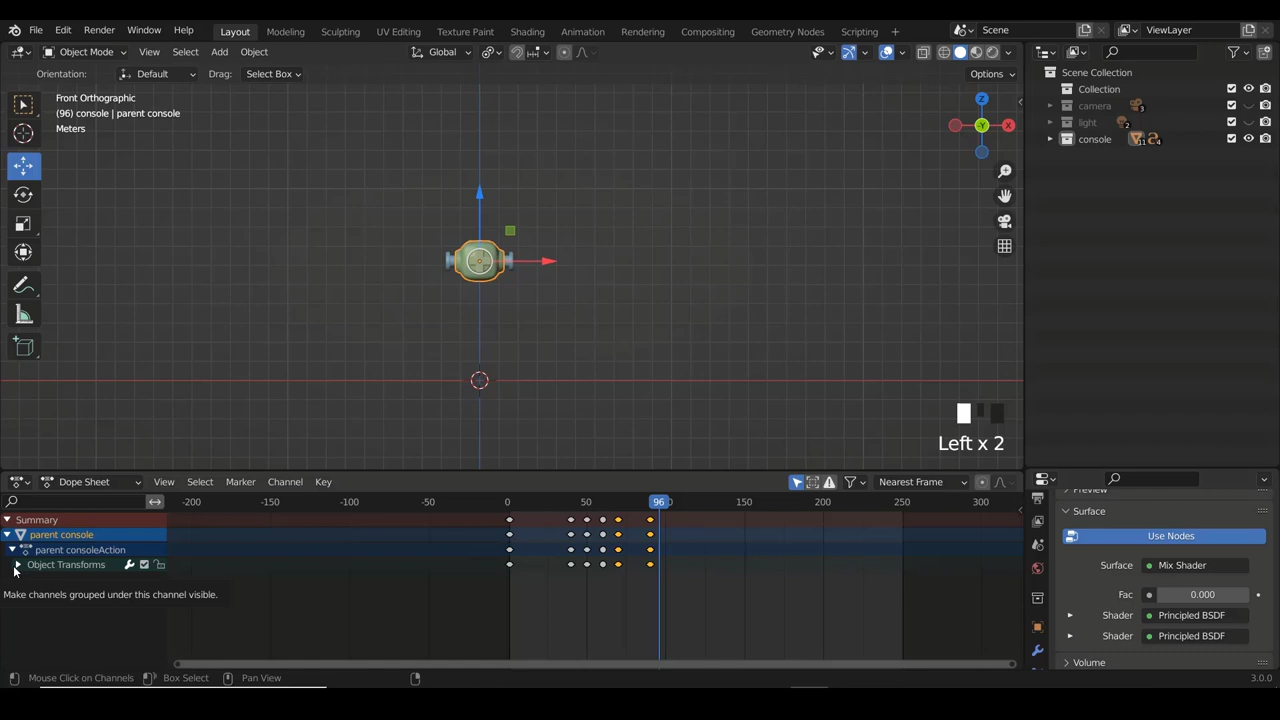 File Edit Render Window Help Layout Modeling Sculpting UV Editing Texture Paint Shading Animation Rendering Compositing Geometry Nodes Scripting + Scene ViewLayer
Object Mode View Select Add Object Global
Orientation: Default Drag: Select Box Options
Front Orthographic
(96) console | parent console
Meters
Z
X
-Y
Scene Collection
Collection
camera 3
light 2
console 11 4
Left x 2
Dope Sheet View Select Marker Channel Key Nearest Frame
-200 -150 -100 -50 0 50 96 150 200 250 300
Summary
parent console
parent consoleAction
Object Transforms
Make channels grouped under this channel visible.
Preview
Surface
Use Nodes
Surface Mix Shader
Fac 0.000
Shader Principled BSDF
Shader Principled BSDF
Volume
Mouse Click on Channels Box Select Pan View 3.0.0